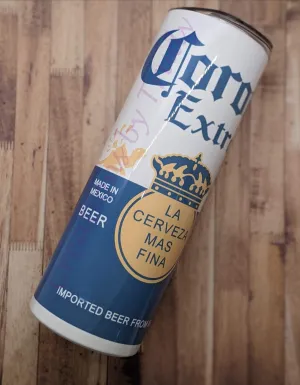 Coro
Extr
MADE IN
MEXICO
BEER
LA
CERVEZA
MAS
FINA
IMPORTED BEER FROM